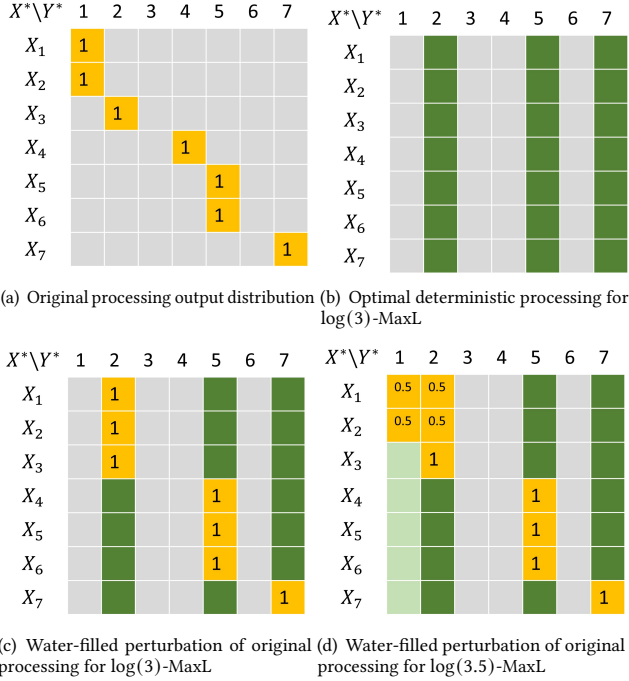 X*\Y* 1 2 3 4 5 6 7
X₁ 1
X₂ 1
X₃ 1
X₄ 1
X₅ 1
X₆ 1
X₇ 1
(a) Original processing output distribution
X*\Y* 1 2 3 4 5 6 7
X₁
X₂
X₃
X₄
X₅
X₆
X₇
(b) Optimal deterministic processing for
log(3)-MaxL
X*\Y* 1 2 3 4 5 6 7
X₁ 1
X₂ 1
X₃ 1
X₄ 1
X₅ 1
X₆ 1
X₇ 1
(c) Water-filled perturbation of original
processing for log(3)-MaxL
X*\Y* 1 2 3 4 5 6 7
X₁ 0.5 0.5
X₂ 0.5 0.5
X₃ 1
X₄ 1
X₅ 1
X₆ 1
X₇ 1
(d) Water-filled perturbation of original
processing for log(3.5)-MaxL